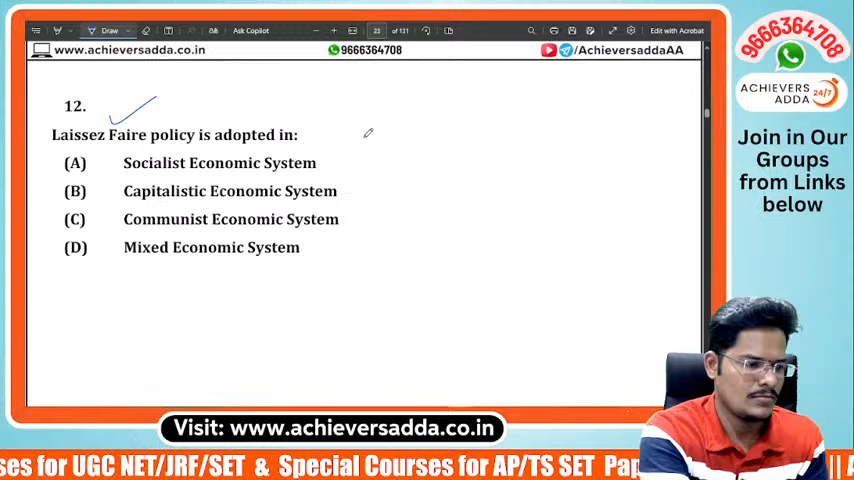 Draw
Ask Copilot
23 of 131
Edit with Acrobat
www.achieversadda.co.in
9666364708
/AchieversaddaAA
12.
Laissez Faire policy is adopted in:
(A) Socialist Economic System
(B) Capitalistic Economic System
(C) Communist Economic System
(D) Mixed Economic System
9666364708
ACHIEVERS
ADDA
24/7
Join in Our
Groups
from Links
below
Visit: www.achieversadda.co.in
ses for UGC NET/JRF/SET & Special Courses for AP/TS SET Pap
|| A